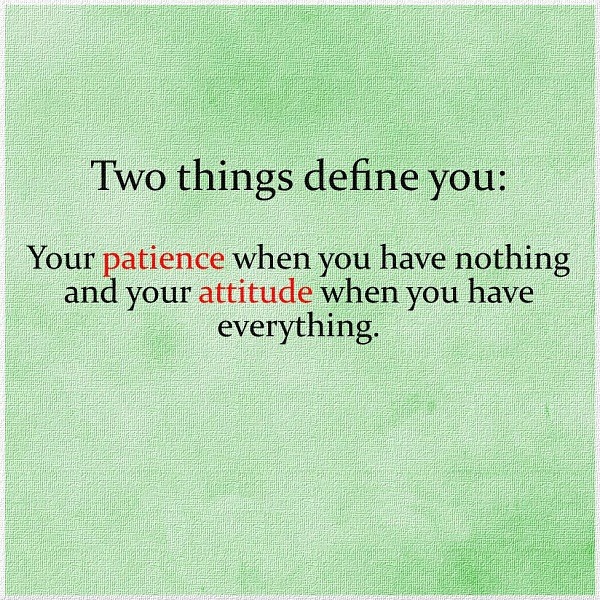 Two things define you:
Your patience when you have nothing
and your attitude when you have
everything.